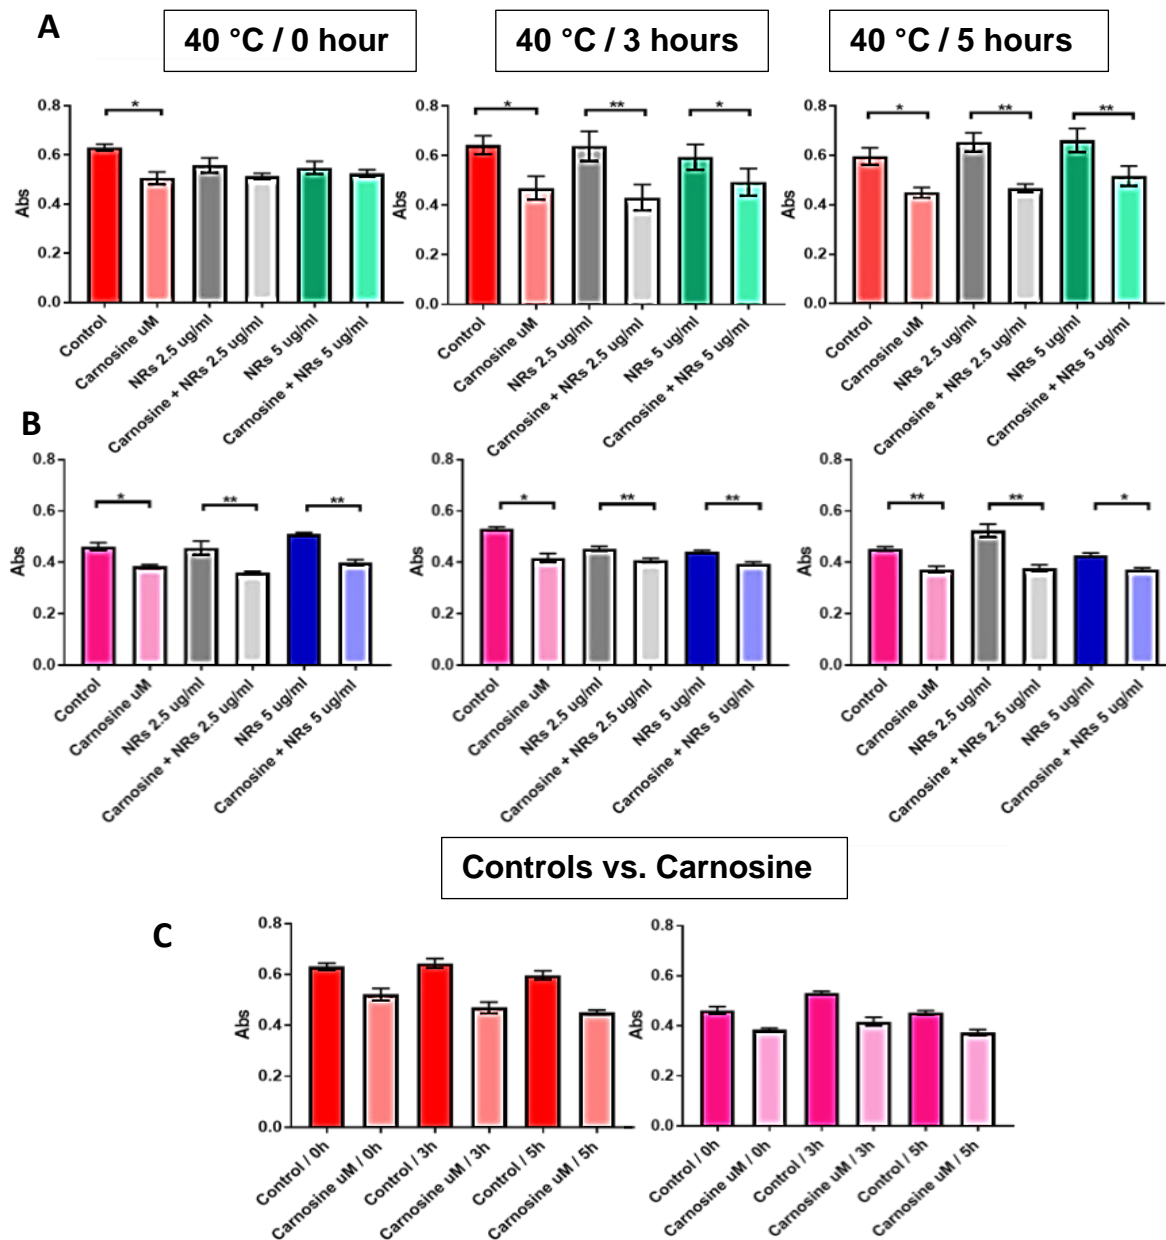 A
40 °C / 0 hour
40 °C / 3 hours
40 °C / 5 hours
0.8
0.6
0.4
0.2
0.0
Abs
*
Control
Carnosine uM
NRs 2.5 ug/ml
Carnosine + NRs 2.5 ug/ml
NRs 5 ug/ml
Carnosine + NRs 5 ug/ml
0.8
0.6
0.4
0.2
0.0
Abs
*
**
*
Control
Carnosine uM
NRs 2.5 ug/ml
Carnosine + NRs 2.5 ug/ml
NRs 5 ug/ml
Carnosine + NRs 5 ug/ml
0.8
0.6
0.4
0.2
0.0
Abs
*
**
**
Control
Carnosine uM
NRs 2.5 ug/ml
Carnosine + NRs 2.5 ug/ml
NRs 5 ug/ml
Carnosine + NRs 5 ug/ml
B
0.8
0.6
0.4
0.2
0.0
Abs
*
**
**
Control
Carnosine uM
NRs 2.5 ug/ml
Carnosine + NRs 2.5 ug/ml
NRs 5 ug/ml
Carnosine + NRs 5 ug/ml
0.8
0.6
0.4
0.2
0.0
Abs
*
**
**
Control
Carnosine uM
NRs 2.5 ug/ml
Carnosine + NRs 2.5 ug/ml
NRs 5 ug/ml
Carnosine + NRs 5 ug/ml
0.8
0.6
0.4
0.2
0.0
Abs
**
**
*
Control
Carnosine uM
NRs 2.5 ug/ml
Carnosine + NRs 2.5 ug/ml
NRs 5 ug/ml
Carnosine + NRs 5 ug/ml
Controls vs. Carnosine
C
0.8
0.6
0.4
0.2
0.0
Abs
Control / 0h
Carnosine uM / 0h
Control / 3h
Carnosine uM / 3h
Control / 5h
Carnosine uM / 5h
0.8
0.6
0.4
0.2
0.0
Abs
Control / 0h
Carnosine uM / 0h
Control / 3h
Carnosine uM / 3h
Control / 5h
Carnosine uM / 5h